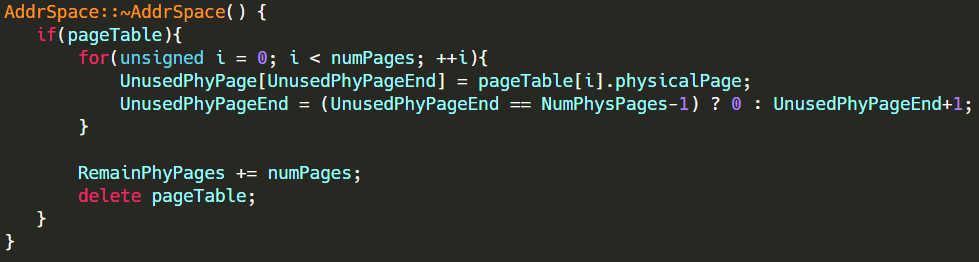 AddrSpace::~AddrSpace() {
if(pageTable){
for(unsigned i = 0; i < numPages; ++i){
UnusedPhyPage[UnusedPhyPageEnd] = pageTable[i].physicalPage;
UnusedPhyPageEnd = (UnusedPhyPageEnd == NumPhysPages-1) ? 0 : UnusedPhyPageEnd+1;
}
RemainPhyPages += numPages;
delete pageTable;
}
}